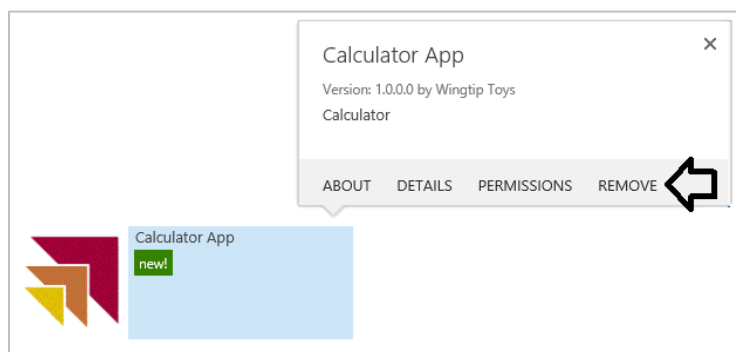 Calculator App
Version: 1.0.0.0 by Wingtip Toys
Calculator
ABOUT DETAILS PERMISSIONS REMOVE
Calculator App
new!